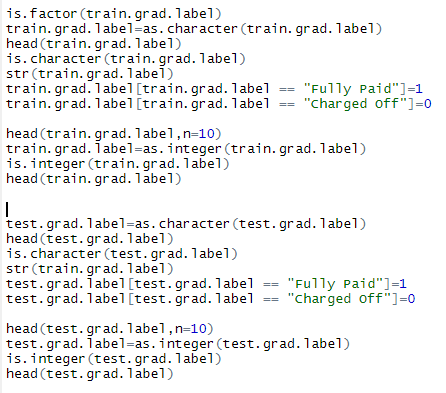 is.factor(train.grad.label)
train.grad.label=as.character(train.grad.label)
head(train.grad.label)
is.character(train.grad.label)
str(train.grad.label)
train.grad.label[train.grad.label == "Fully Paid"]=1
train.grad.label[train.grad.label == "Charged Off"]=0
head(train.grad.label,n=10)
train.grad.label=as.integer(train.grad.label)
is.integer(train.grad.label)
head(train.grad.label)
test.grad.label=as.character(test.grad.label)
head(test.grad.label)
is.character(test.grad.label)
str(train.grad.label)
test.grad.label[test.grad.label == "Fully Paid"]=1
test.grad.label[test.grad.label == "Charged Off"]=0
head(test.grad.label,n=10)
test.grad.label=as.integer(test.grad.label)
is.integer(test.grad.label)
head(test.grad.label)